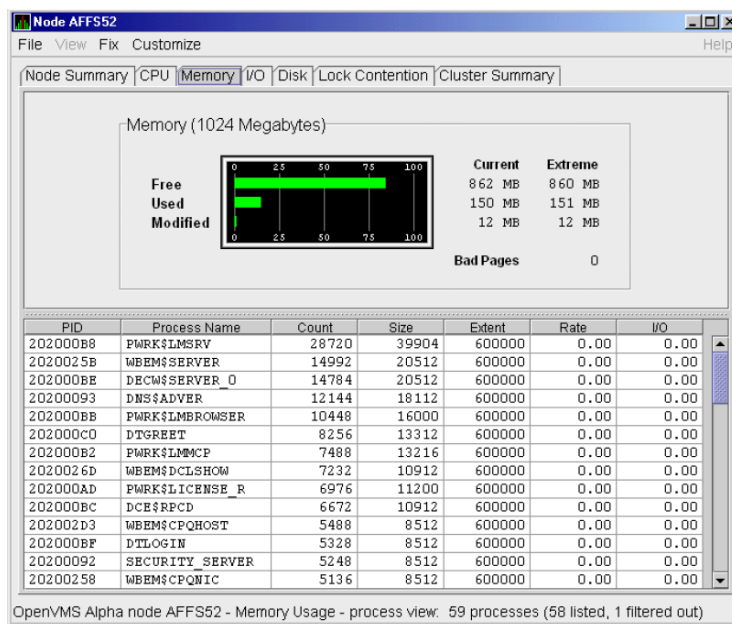 Node AFFS52
File View Fix Customize Help
Node Summary CPU Memory I/O Disk Lock Contention Cluster Summary
Memory (1024 Megabytes)
0 25 50 75 100 Current Extreme
Free 862 MB 860 MB
Used 150 MB 151 MB
Modified 12 MB 12 MB
0 25 50 75 100
Bad Pages 0
PID Process Name Count Size Extent Rate I/O
202000B8 PWRK$LMSRV 28720 39904 600000 0.00 0.00
2020025B WBEM$SERVER 14992 20512 600000 0.00 0.00
202000BE DECW$SERVER_0 14784 20512 600000 0.00 0.00
20200093 DNS$ADVER 12144 18112 600000 0.00 0.00
202000BB PWRK$LMBROWSER 10448 16000 600000 0.00 0.00
202000C0 DTGREET 8256 13312 600000 0.00 0.00
202000B2 PWRK$LMMCP 7488 13216 600000 0.00 0.00
2020026D WBEM$DCLSHOW 7232 10912 600000 0.00 0.00
202000AD PWRK$LICENSE_R 6976 11200 600000 0.00 0.00
202000BC DCE$RPCD 6672 10912 600000 0.00 0.00
202002D3 WBEM$CPQHOST 5488 8512 600000 0.00 0.00
202000BF DTLOGIN 5328 8512 600000 0.00 0.00
20200092 SECURITY_SERVER 5248 8512 600000 0.00 0.00
20200258 WBEM$CPQNIC 5136 8512 600000 0.00 0.00
OpenVMS Alpha node AFFS52 - Memory Usage - process view: 59 processes (58 listed, 1 filtered out)